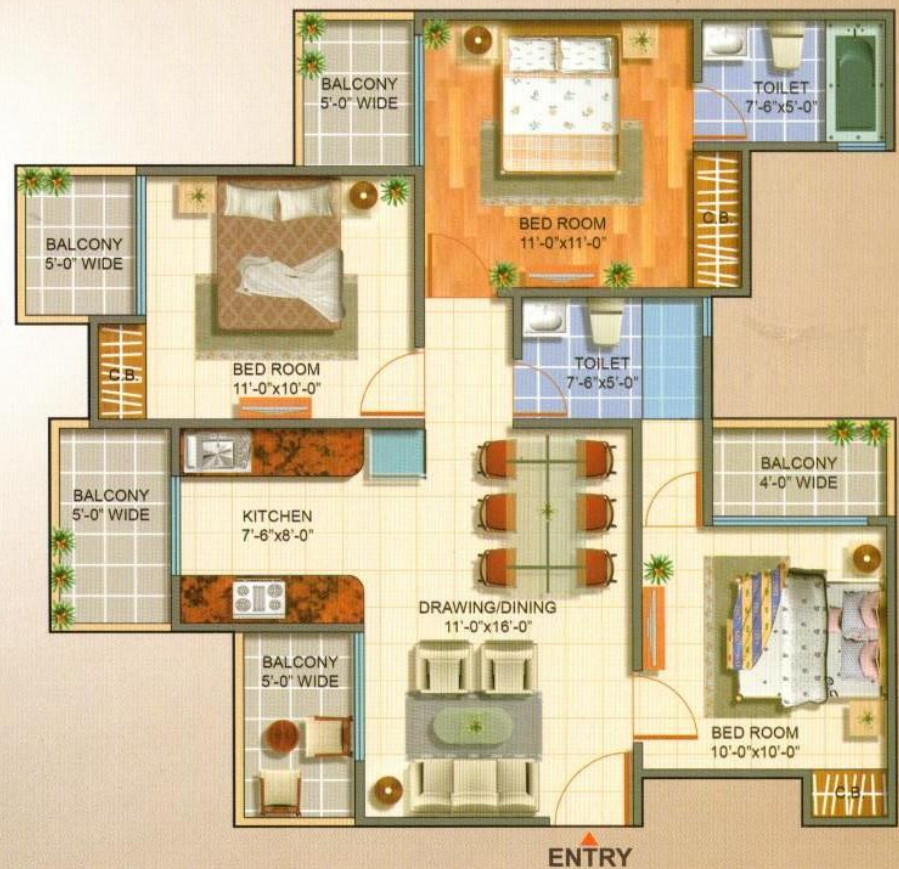 BALCONY
5'-0" WIDE
TOILET
7'-6"x5'-0"
BED ROOM
11'-0"x11'-0"
C.B.
BALCONY
5'-0" WIDE
BED ROOM
11'-0"x10'-0"
C.B.
TOILET
7'-6"x5'-0"
BALCONY
5'-0" WIDE
KITCHEN
7'-6"x8'-0"
BALCONY
4'-0" WIDE
DRAWING/DINING
11'-0"x16'-0"
BALCONY
5'-0" WIDE
BED ROOM
10'-0"x10'-0"
C.B.
ENTRY